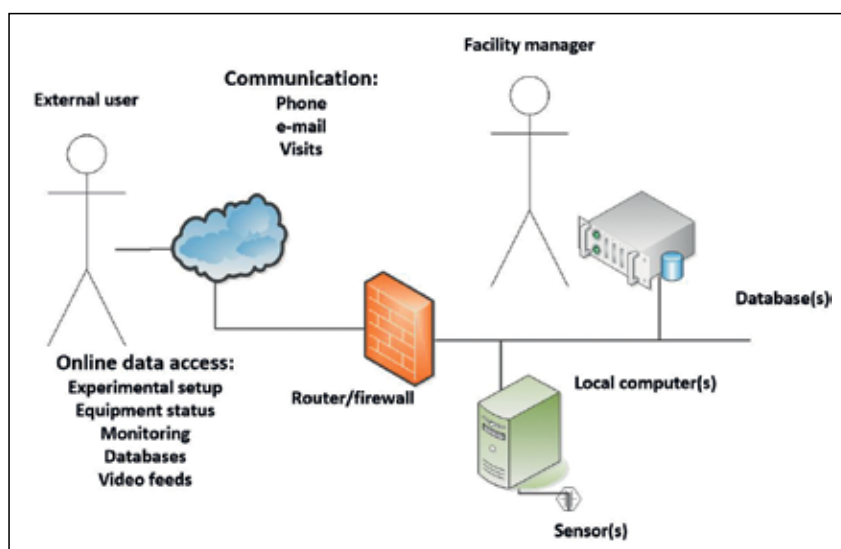 Facility manager
Communication:
Phone
e-mail
Visits
External user
Database(s)
Online data access:
Experimental setup
Equipment status
Monitoring
Databases
Video feeds
Router/firewall
Local computer(s)
Sensor(s)